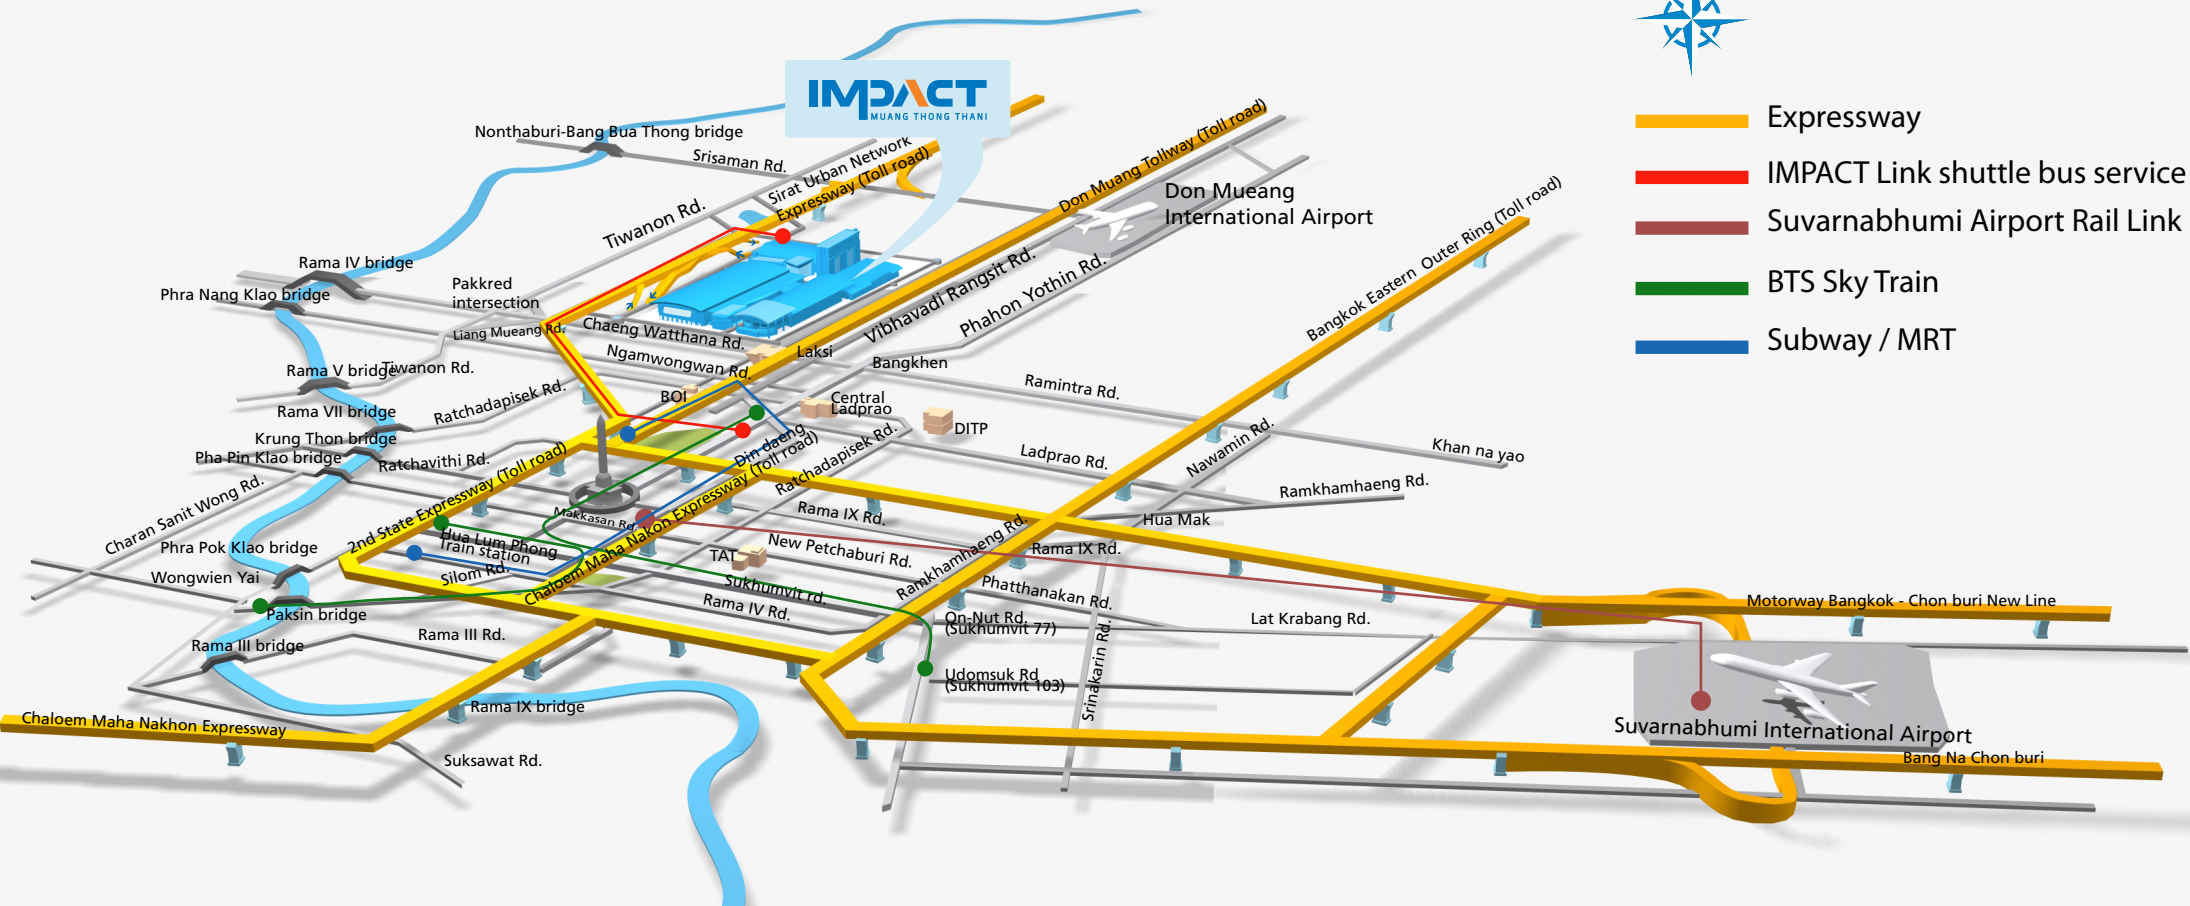 IMPACT
MUANG THONG THANI
Expressway
IMPACT Link shuttle bus service
Suvarnabhumi Airport Rail Link
BTS Sky Train
Subway / MRT
Nonthaburi-Bang Bua Thong bridge
Srisaman Rd.
Sirat Urban Network
Expressway (Toll road)
Tiwanon Rd.
Don Muang Tollway (Toll road)
Don Mueang
International Airport
Bangkok Eastern Outer Ring (Toll road)
Rama IV bridge
Phra Nang Klao bridge
Pakkred
intersection
Liang Mueang Rd.
Chaeng Watthana Rd.
Vibhavadi Rangsit Rd.
Phahon Yothin Rd.
Laksi
Bangkhen
Ngamwongwan Rd.
Rama V bridge
Tiwanon Rd.
Ratchadapisek Rd.
BOI
Central
Ladprao
DITP
Ramintra Rd.
Khan na yao
Rama VII bridge
Krung Thon bridge
Pha Pin Klao bridge
Ratchavithi Rd.
Charan Sanit Wong Rd.
2nd State Expressway (Toll road)
Din daeng
Chaloem Maha Nakon Expressway (Toll road)
Ratchadapisek Rd.
Ladprao Rd.
Nawamin Rd.
Ramkhamhaeng Rd.
Hua Mak
Makkasan Rd.
Rama IX Rd.
Rama IX Rd.
Ramkhamhaeng Rd.
Hua Lum Phong
Train station
Silom Rd.
TAT
New Petchaburi Rd.
Sukhumvit rd.
Rama IV Rd.
Phatthanakan Rd.
Phra Pok Klao bridge
Wongwien Yai
Paksin bridge
Rama III bridge
Rama III Rd.
On-Nut Rd.
(Sukhumvit 77)
Udomsuk Rd
(Sukhumvit 103)
Srinakarin Rd.
Lat Krabang Rd.
Motorway Bangkok - Chon buri New Line
Suvarnabhumi International Airport
Bang Na Chon buri
Chaloem Maha Nakhon Expressway
Rama IX bridge
Suksawat Rd.